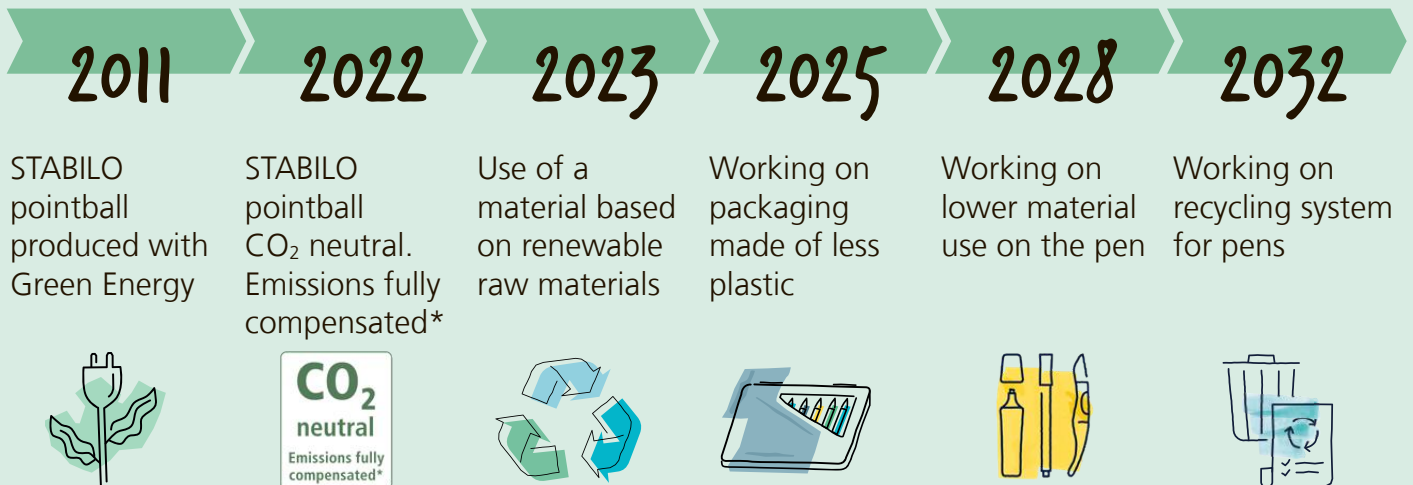 2011
2022
2023
2025
2028
2032
STABILO
pointball
produced with
Green Energy
STABILO
pointball
CO₂ neutral.
Emissions fully
compensated*
Use of a
material based
on renewable
raw materials
Working on
packaging
made of less
plastic
Working on
lower material
use on the pen
Working on
recycling system
for pens
CO₂
neutral
Emissions fully
compensated*